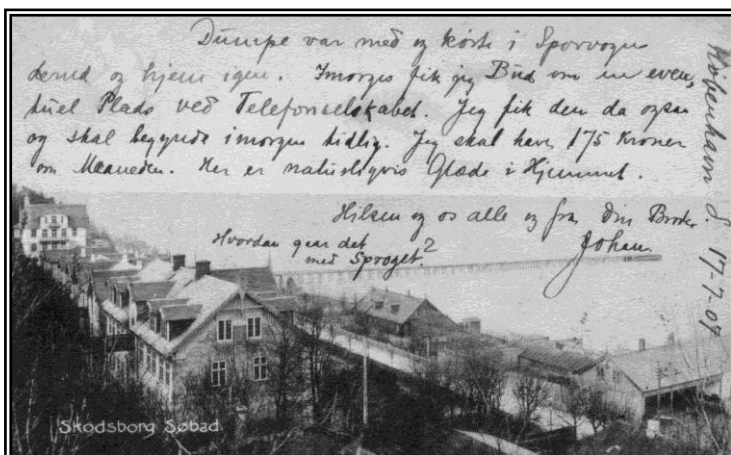 Dumpe var med og kørte i Sporvogn
derud og hjem igen. Imorges fik jeg Bud om en even,
tuel Plads ved Telefonselskabet. Jeg fik den da ogsaa
og skal begynde imorgen tidlig. Jeg skal have 175 Kroner
om Maaneden. Her er naturligvis Glæde i Hjemmet.
Hilsen og os alle og fra Din Broder
Johan.
Hvordan gaar det
med Sproget?
København d. 17-7-07
Skodsborg Søbad